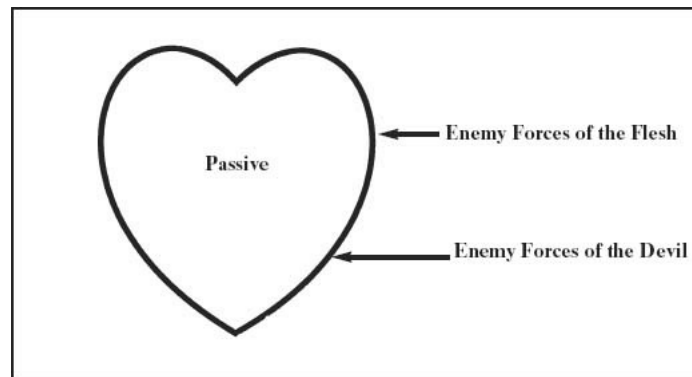 Enemy Forces of the Flesh
Passive
Enemy Forces of the Devil